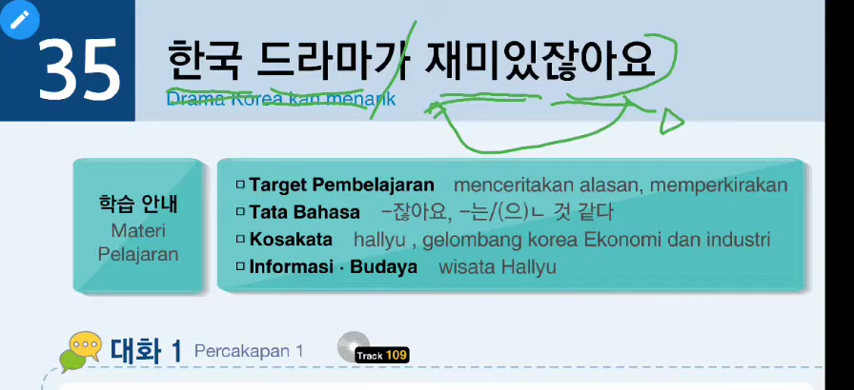 35
한국 드라마가 재미있잖아요
Drama Korea kan menarik
학습 안내
Materi
Pelajaran
□ Target Pembelajaran menceritakan alasan, memperkirakan
□ Tata Bahasa -잖아요, -는/(으)ㄴ 것 같다
□ Kosakata hallyu , gelombang korea Ekonomi dan industri
□ Informasi · Budaya wisata Hallyu
대화 1 Percakapan 1
Track 109